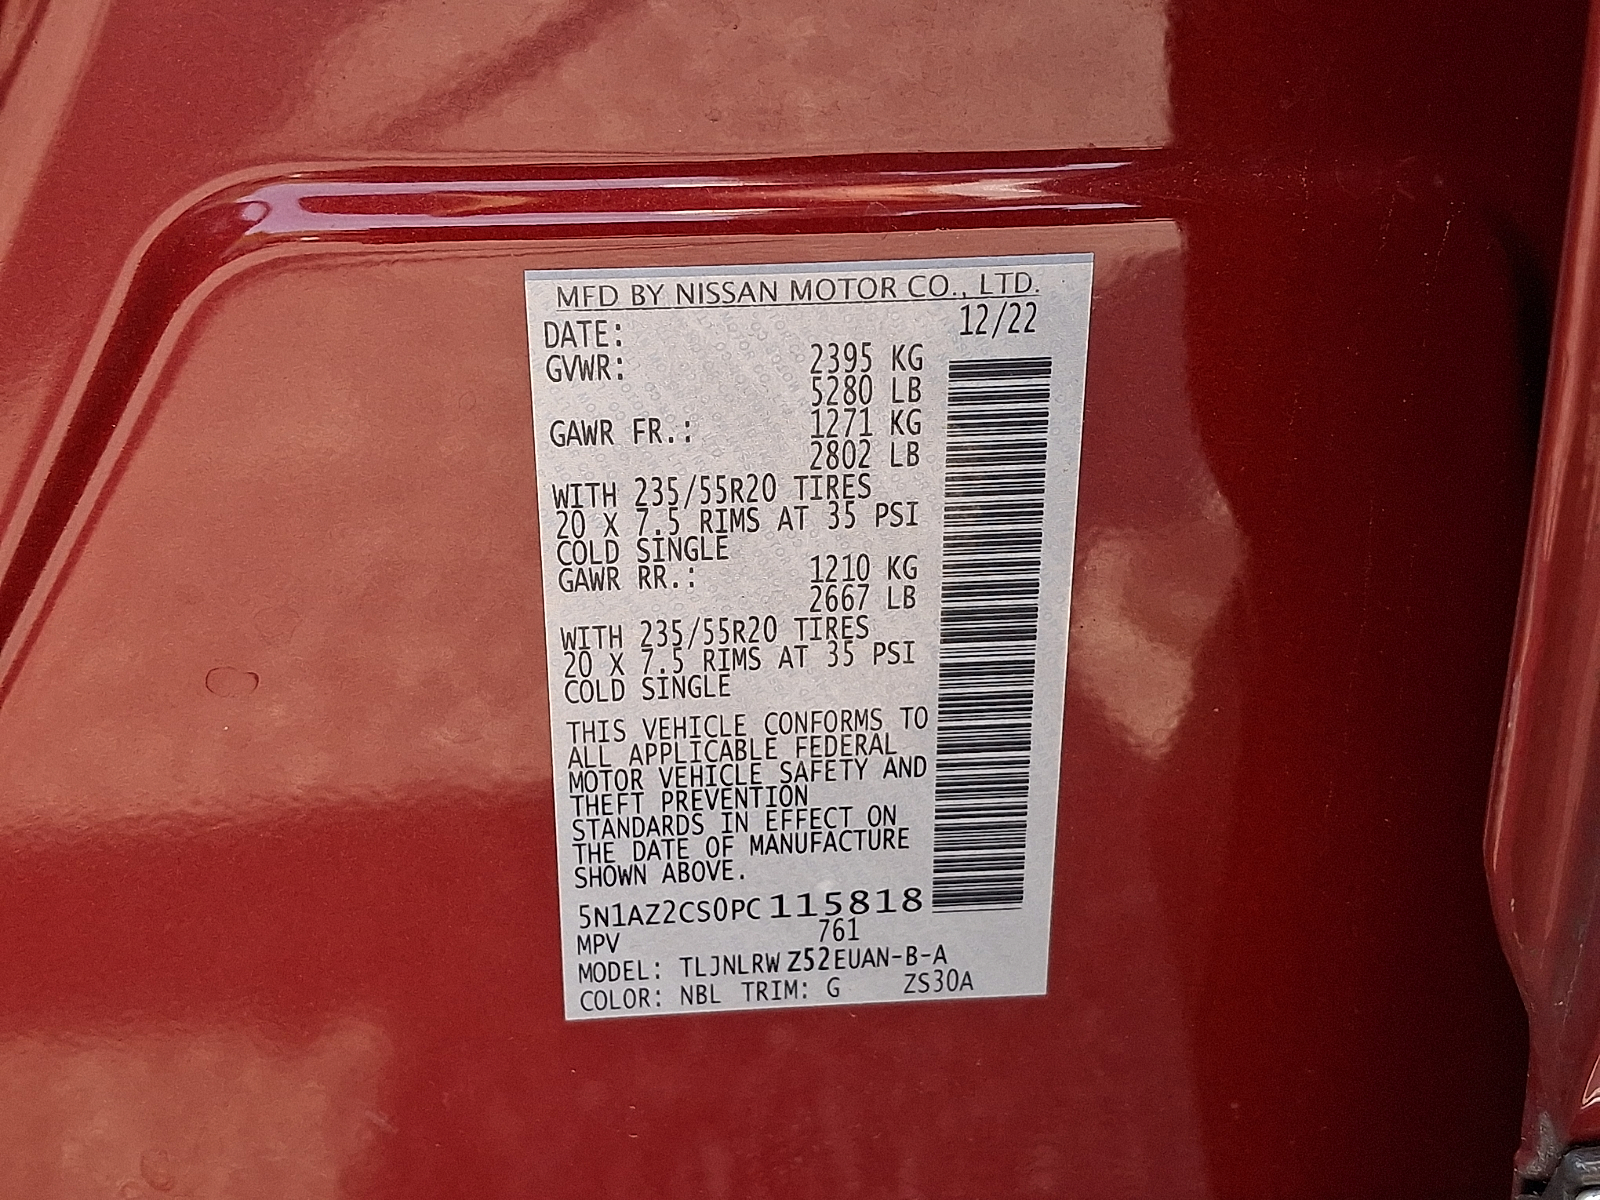 MFD BY NISSAN MOTOR CO., LTD.
DATE: 12/22
GVWR: 2395 KG
5280 LB
GAWR FR.: 1271 KG
2802 LB
WITH 235/55R20 TIRES
20 X 7.5 RIMS AT 35 PSI
COLD SINGLE
GAWR RR.: 1210 KG
2667 LB
WITH 235/55R20 TIRES
20 X 7.5 RIMS AT 35 PSI
COLD SINGLE
THIS VEHICLE CONFORMS TO
ALL APPLICABLE FEDERAL
MOTOR VEHICLE SAFETY AND
THEFT PREVENTION
STANDARDS IN EFFECT ON
THE DATE OF MANUFACTURE
SHOWN ABOVE.
5N1AZ2CS0PC115818
MPV 761
MODEL: TLJNLRW Z52EUAN-B-A
COLOR: NBL TRIM: G ZS30A